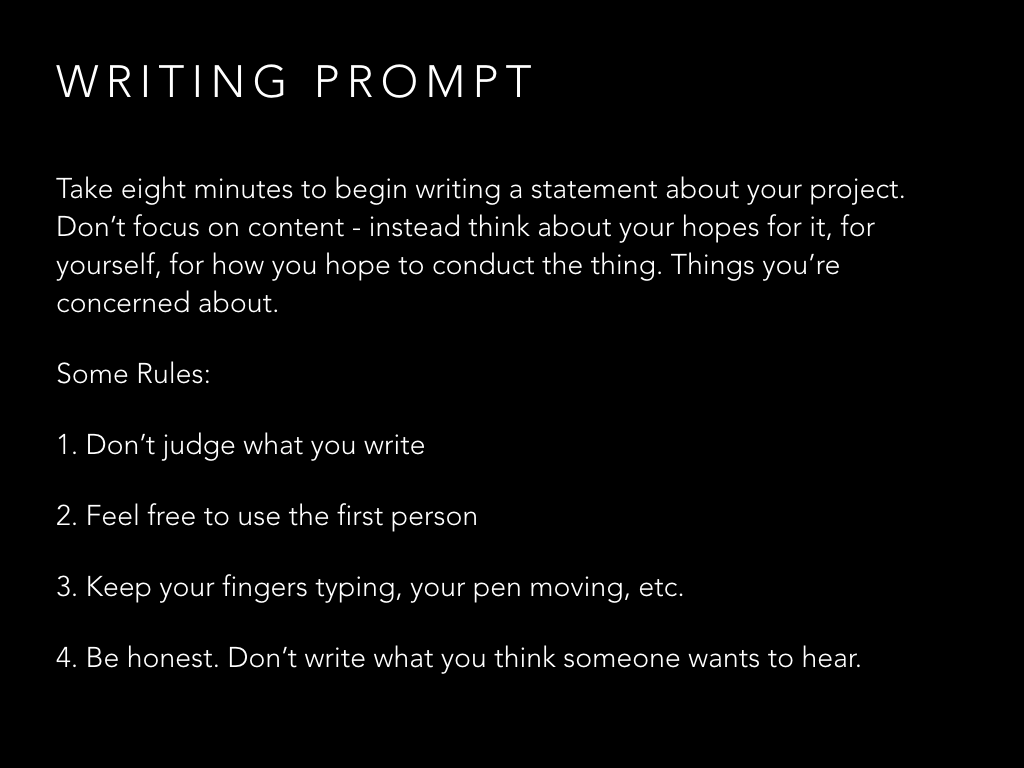 WRITING PROMPT
Take eight minutes to begin writing a statement about your project.
Don’t focus on content - instead think about your hopes for it, for
yourself, for how you hope to conduct the thing. Things you’re
concerned about.
Some Rules:
1. Don’t judge what you write
2. Feel free to use the first person
3. Keep your fingers typing, your pen moving, etc.
4. Be honest. Don’t write what you think someone wants to hear.